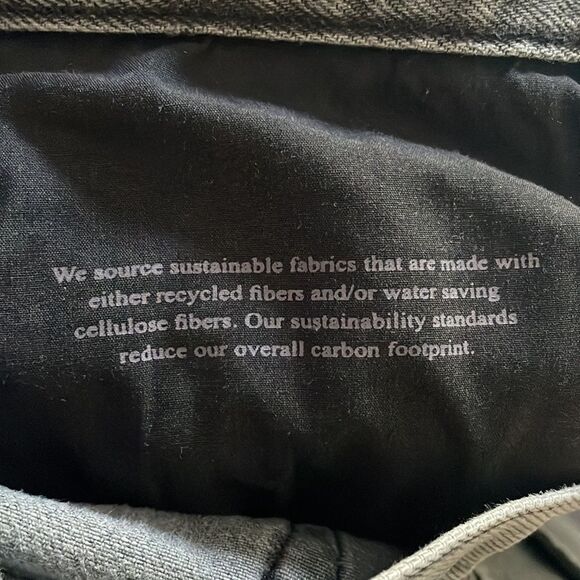 We source sustainable fabrics that are made with
either recycled fibers and/or water saving
cellulose fibers. Our sustainability standards
reduce our overall carbon footprint.